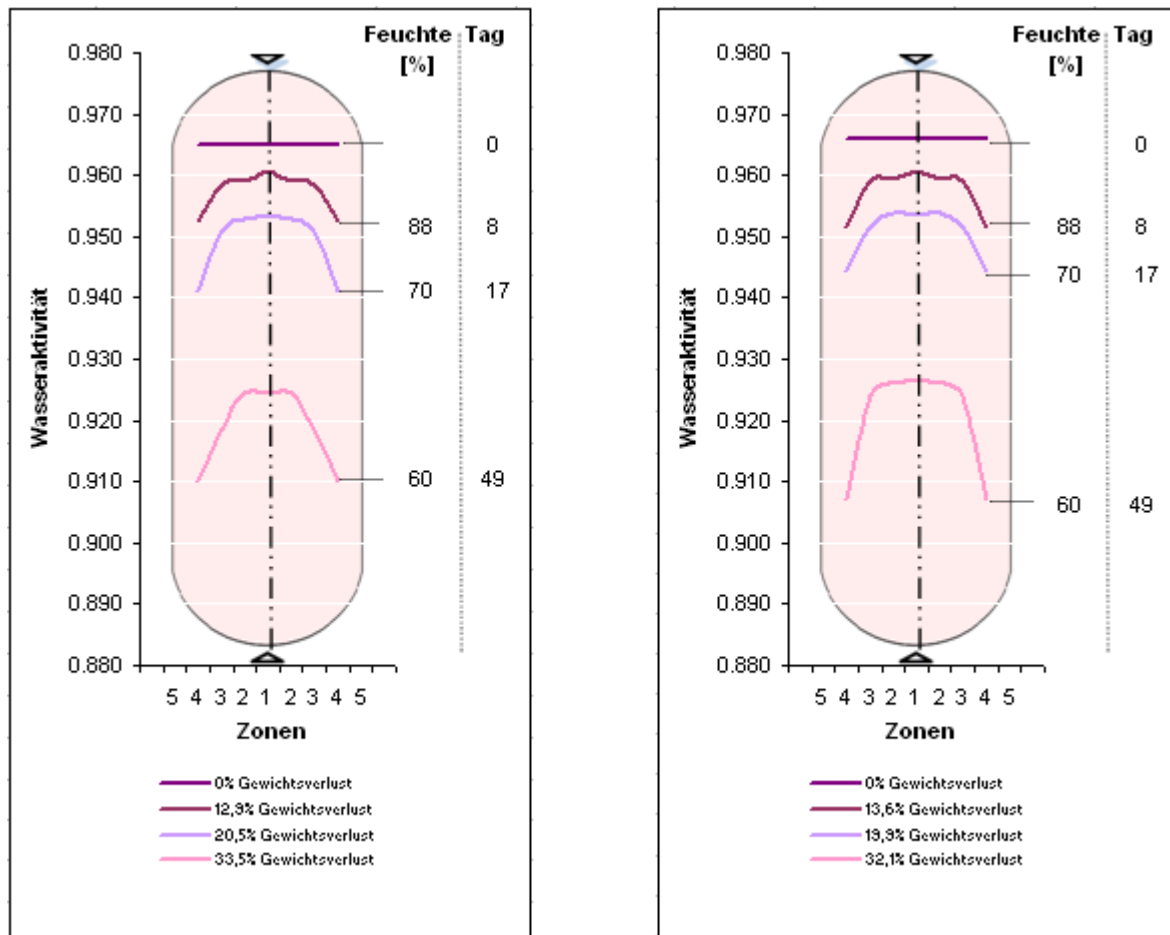 Feuchte Tag
[%]
0.980
0.970
0.960
0.950
0.940
0.930
0.920
0.910
0.900
0.890
0.880
Wasseraktivität
0
88 8
70 17
60 49
5 4 3 2 1 2 3 4 5
Zonen
0% Gewichtsverlust
12,9% Gewichtsverlust
20,5% Gewichtsverlust
33,5% Gewichtsverlust
Feuchte Tag
[%]
0.980
0.970
0.960
0.950
0.940
0.930
0.920
0.910
0.900
0.890
0.880
Wasseraktivität
0
88 8
70 17
60 49
5 4 3 2 1 2 3 4 5
Zonen
0% Gewichtsverlust
13,6% Gewichtsverlust
19,9% Gewichtsverlust
32,1% Gewichtsverlust